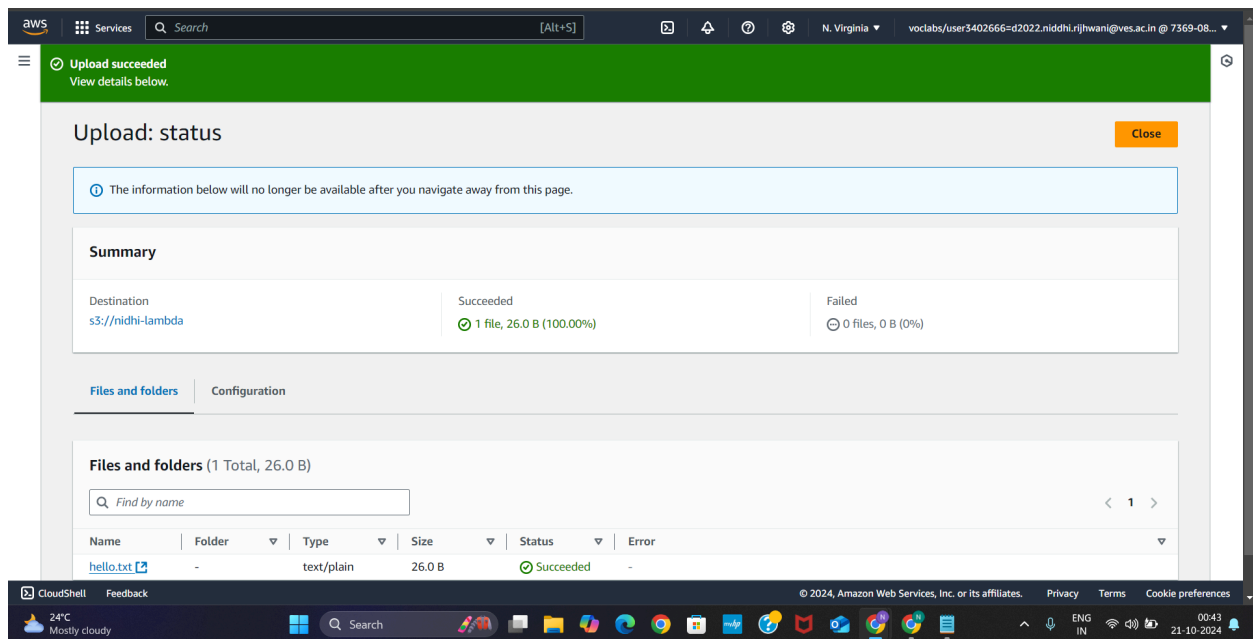 aws Services Search [Alt+S] N. Virginia voclabs/user3402666=d2022.niddhi.rijhwani@ves.ac.in @ 7369-08...
Upload succeeded
View details below.
Upload: status
Close
The information below will no longer be available after you navigate away from this page.
Summary
Destination Succeeded Failed
s3://nidhi-lambda 1 file, 26.0 B (100.00%) 0 files, 0 B (0%)
Files and folders Configuration
Files and folders (1 Total, 26.0 B)
Find by name 1
Name Folder Type Size Status Error
hello.txt - text/plain 26.0 B Succeeded -
CloudShell Feedback © 2024, Amazon Web Services, Inc. or its affiliates. Privacy Terms Cookie preferences
24°C
Mostly cloudy
Search
ENG
IN
00:43
21-10-2024